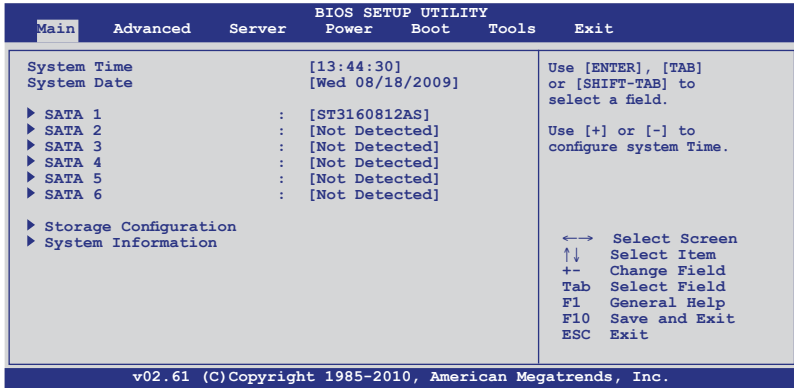 BIOS SETUP UTILITY
Main Advanced Server Power Boot Tools Exit
System Time [13:44:30]
System Date [Wed 08/18/2009]
SATA 1 : [ST3160812AS]
SATA 2 : [Not Detected]
SATA 3 : [Not Detected]
SATA 4 : [Not Detected]
SATA 5 : [Not Detected]
SATA 6 : [Not Detected]
Storage Configuration
System Information
Use [ENTER], [TAB]
or [SHIFT-TAB] to
select a field.
Use [+] or [-] to
configure system Time.
←→ Select Screen
↑↓ Select Item
+- Change Field
Tab Select Field
F1 General Help
F10 Save and Exit
ESC Exit
v02.61 (C)Copyright 1985-2010, American Megatrends, Inc.